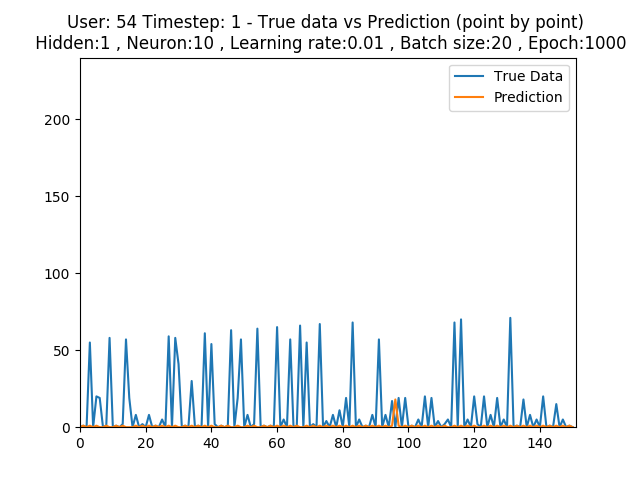 User: 54 Timestep: 1 - True data vs Prediction (point by point)
Hidden:1 , Neuron:10 , Learning rate:0.01 , Batch size:20 , Epoch:1000
True Data
Prediction
200
150
100
50
0
0 20 40 60 80 100 120 140